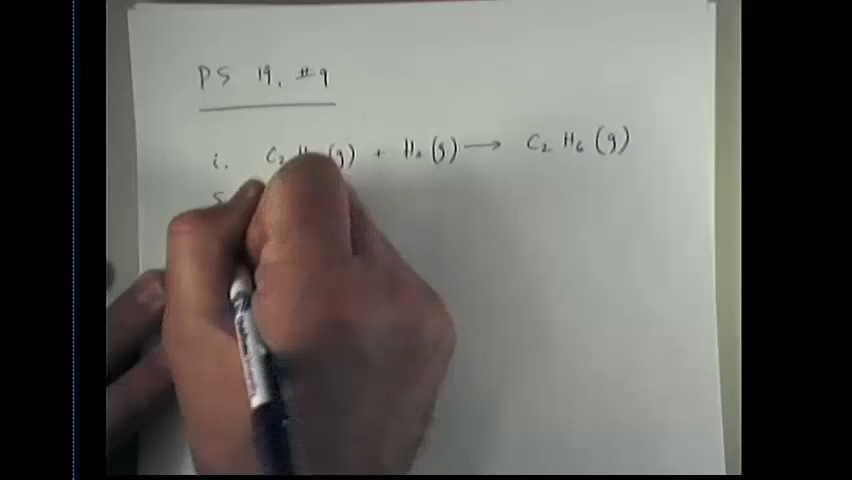 PS 19. #9
i. C₂ H (g) + H₂ (g) → C₂ H₆ (g)
S